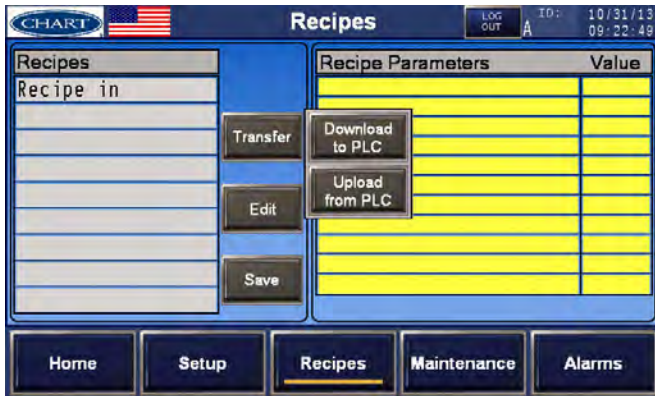 CHART
Recipes
LOG OUT
A
ID:
10/31/13
09:22:49
Recipes
Recipe in
Transfer
Edit
Save
Download
to PLC
Upload
from PLC
Recipe Parameters Value
Home Setup Recipes Maintenance Alarms